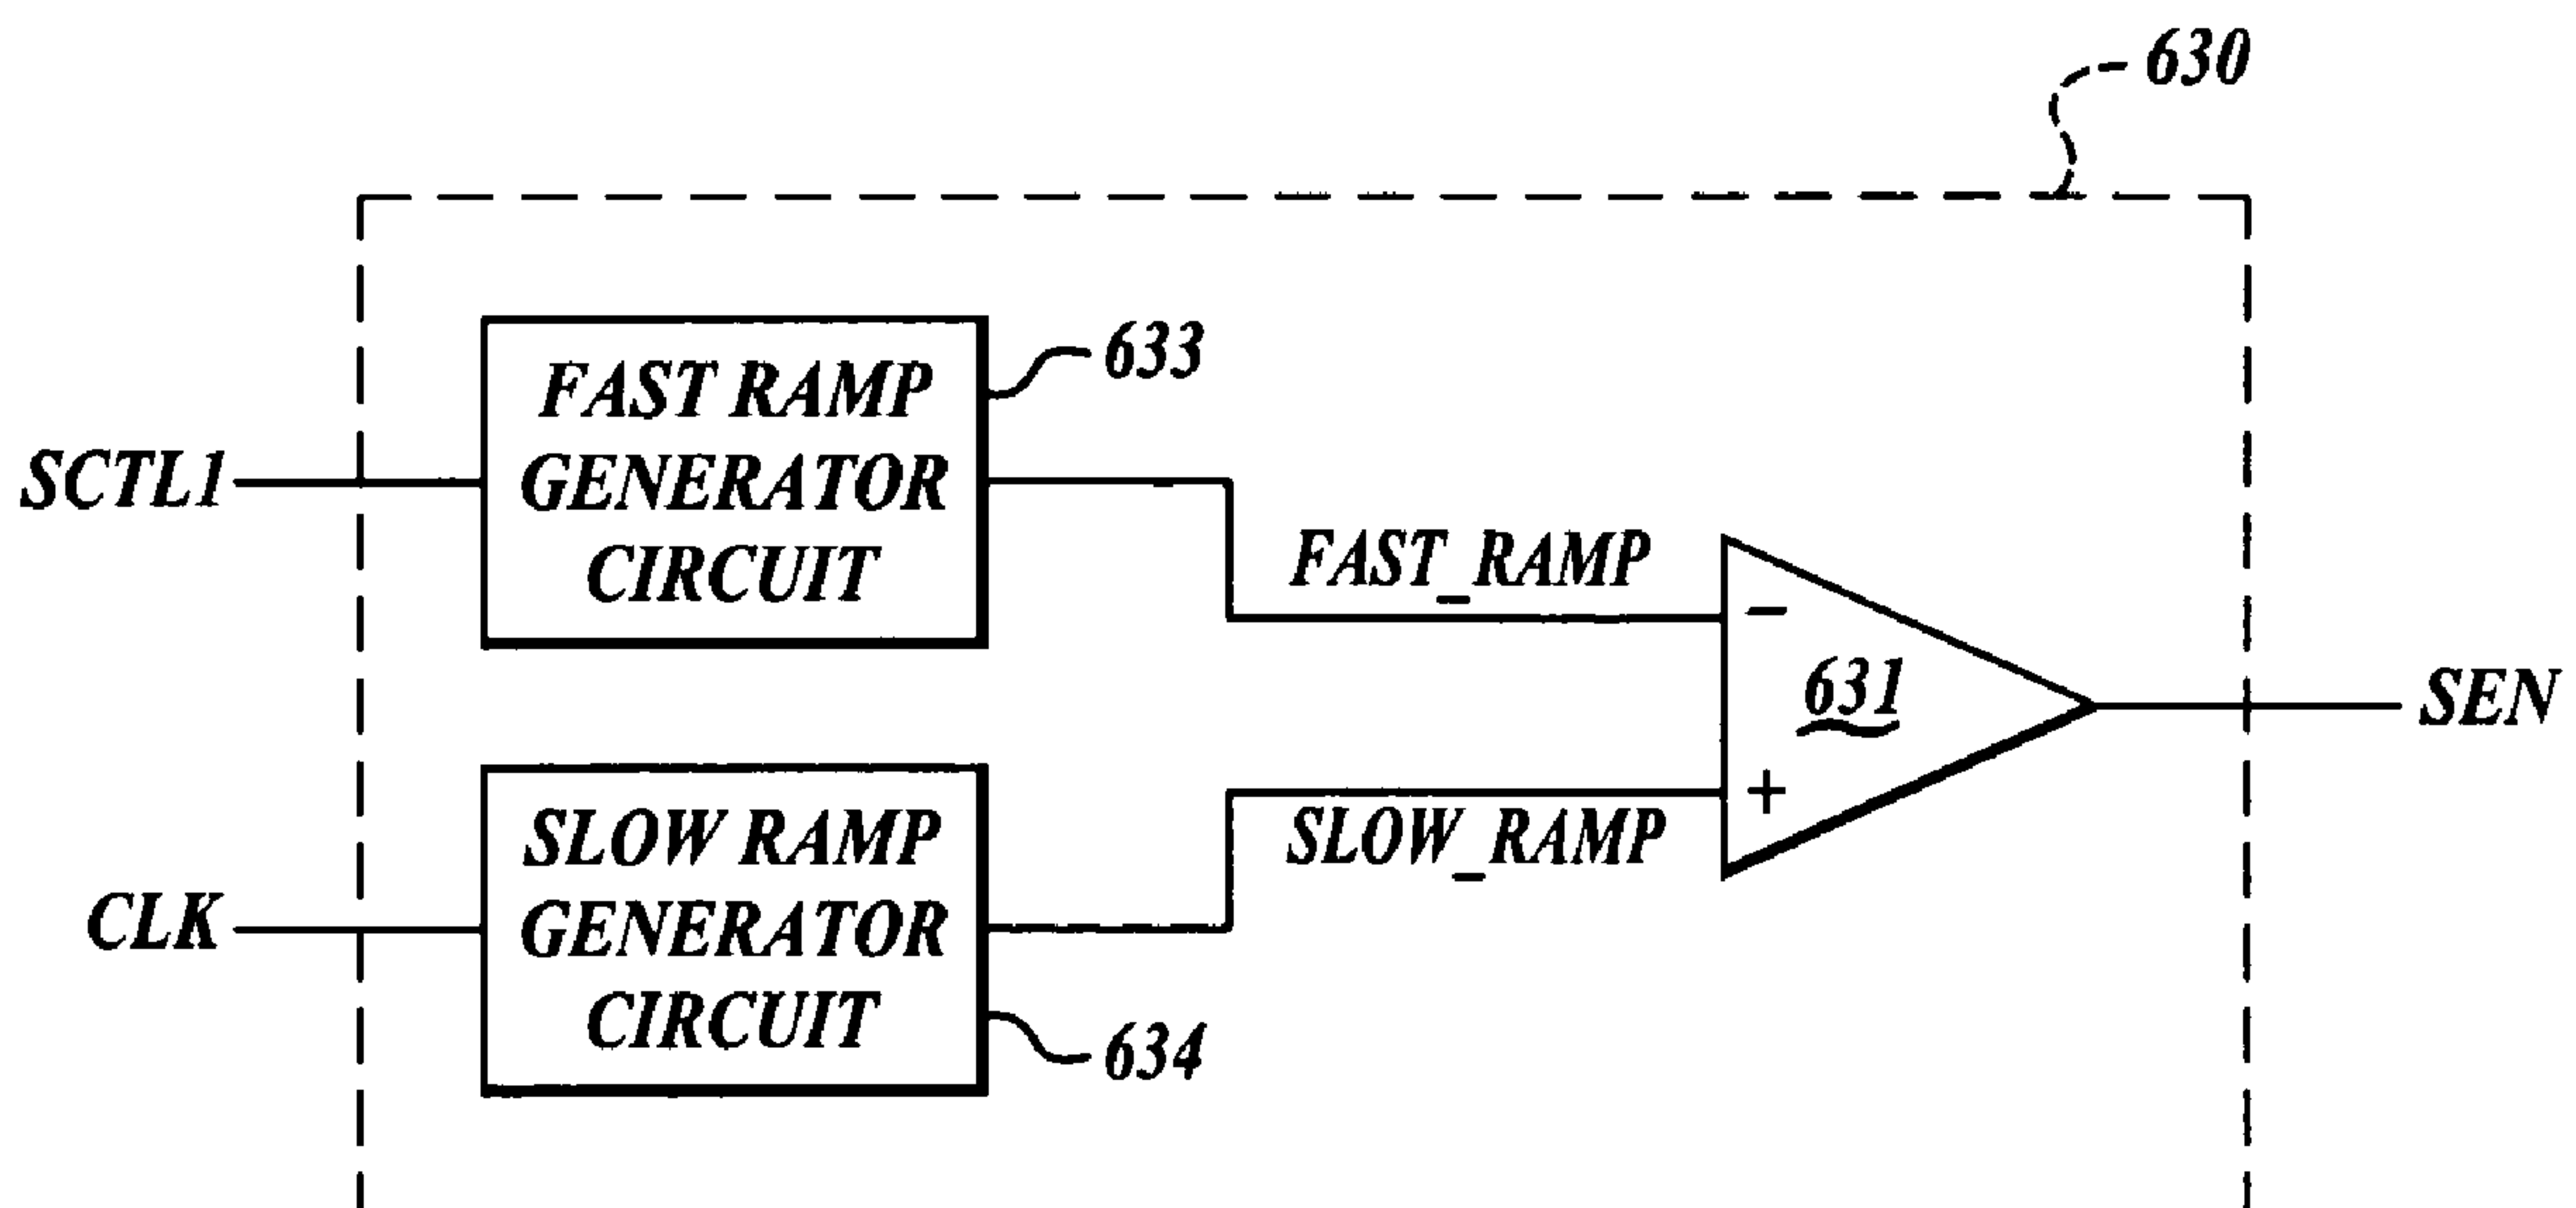 630
FAST RAMP
GENERATOR
CIRCUIT
633
SCTL1
FAST_RAMP
−
631
+
SEN
SLOW_RAMP
SLOW RAMP
GENERATOR
CIRCUIT
634
CLK